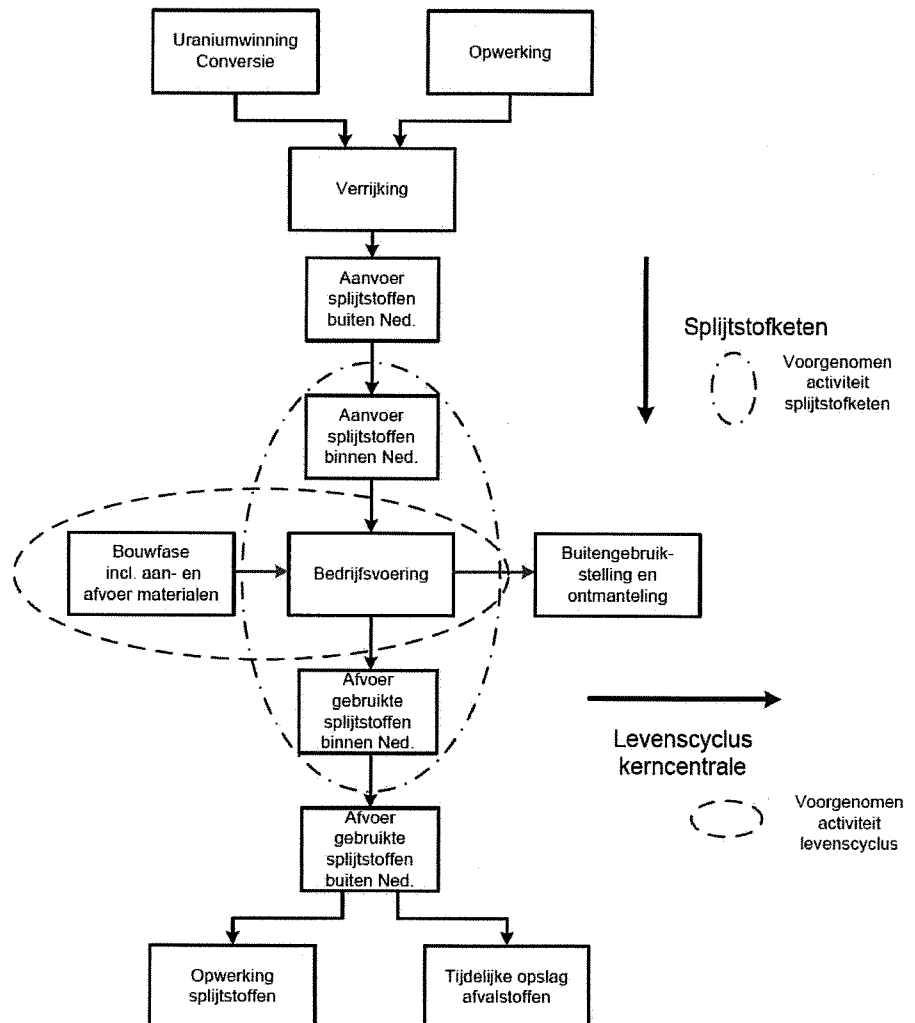 Uraniumwinning
Conversie
Opwerking
Verrijking
Aanvoer
splijtstoffen
buiten Ned.
Splijtstofketen
Voorgenomen
activiteit
splijtstofketen
Aanvoer
splijtstoffen
binnen Ned.
Bouwfase
incl. aan- en
afvoer materialen
Bedrijfsvoering
Buitengebruik-
stelling en
ontmanteling
Afvoer
gebruikte
splijtstoffen
binnen Ned.
Levenscyclus
kerncentrale
Voorgenomen
activiteit
levenscyclus
Afvoer
gebruikte
splijtstoffen
buiten Ned.
Opwerking
splijtstoffen
Tijdelijke opslag
afvalstoffen